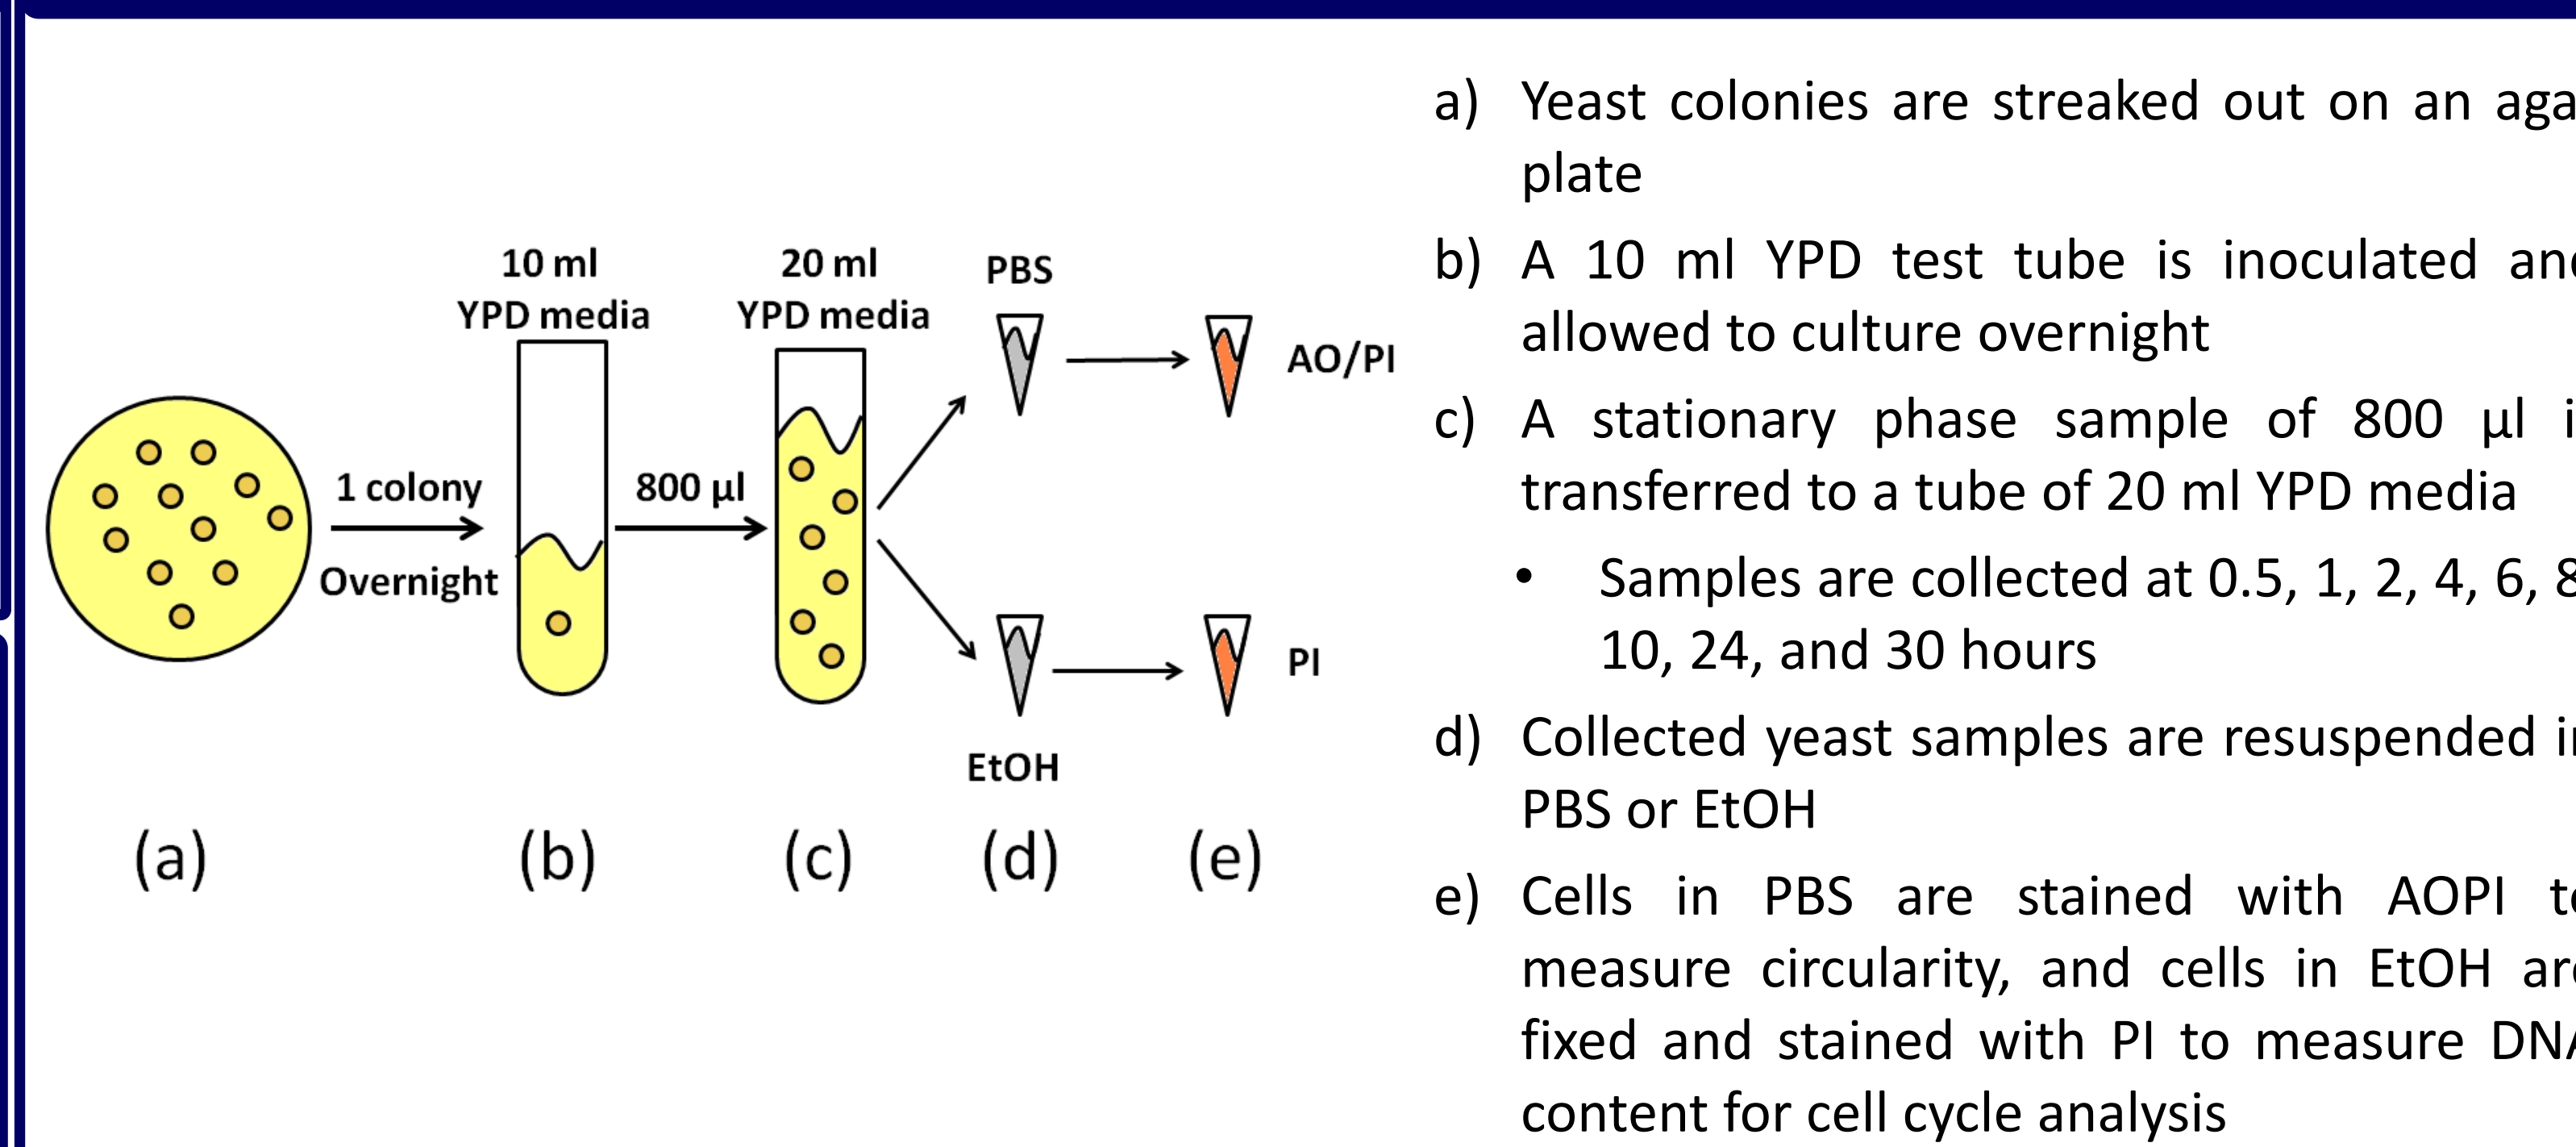 10 ml
YPD media
20 ml
YPD media
PBS
AO/PI
1 colony
Overnight
800 µl
PI
EtOH
(a)
(b)
(c)
(d)
(e)
a) Yeast colonies are streaked out on an aga
plate
b) A 10 ml YPD test tube is inoculated an
allowed to culture overnight
c) A stationary phase sample of 800 µl i
transferred to a tube of 20 ml YPD media
• Samples are collected at 0.5, 1, 2, 4, 6, 8
10, 24, and 30 hours
d) Collected yeast samples are resuspended i
PBS or EtOH
e) Cells in PBS are stained with AOPI t
measure circularity, and cells in EtOH ar
fixed and stained with PI to measure DNA
content for cell cycle analysis